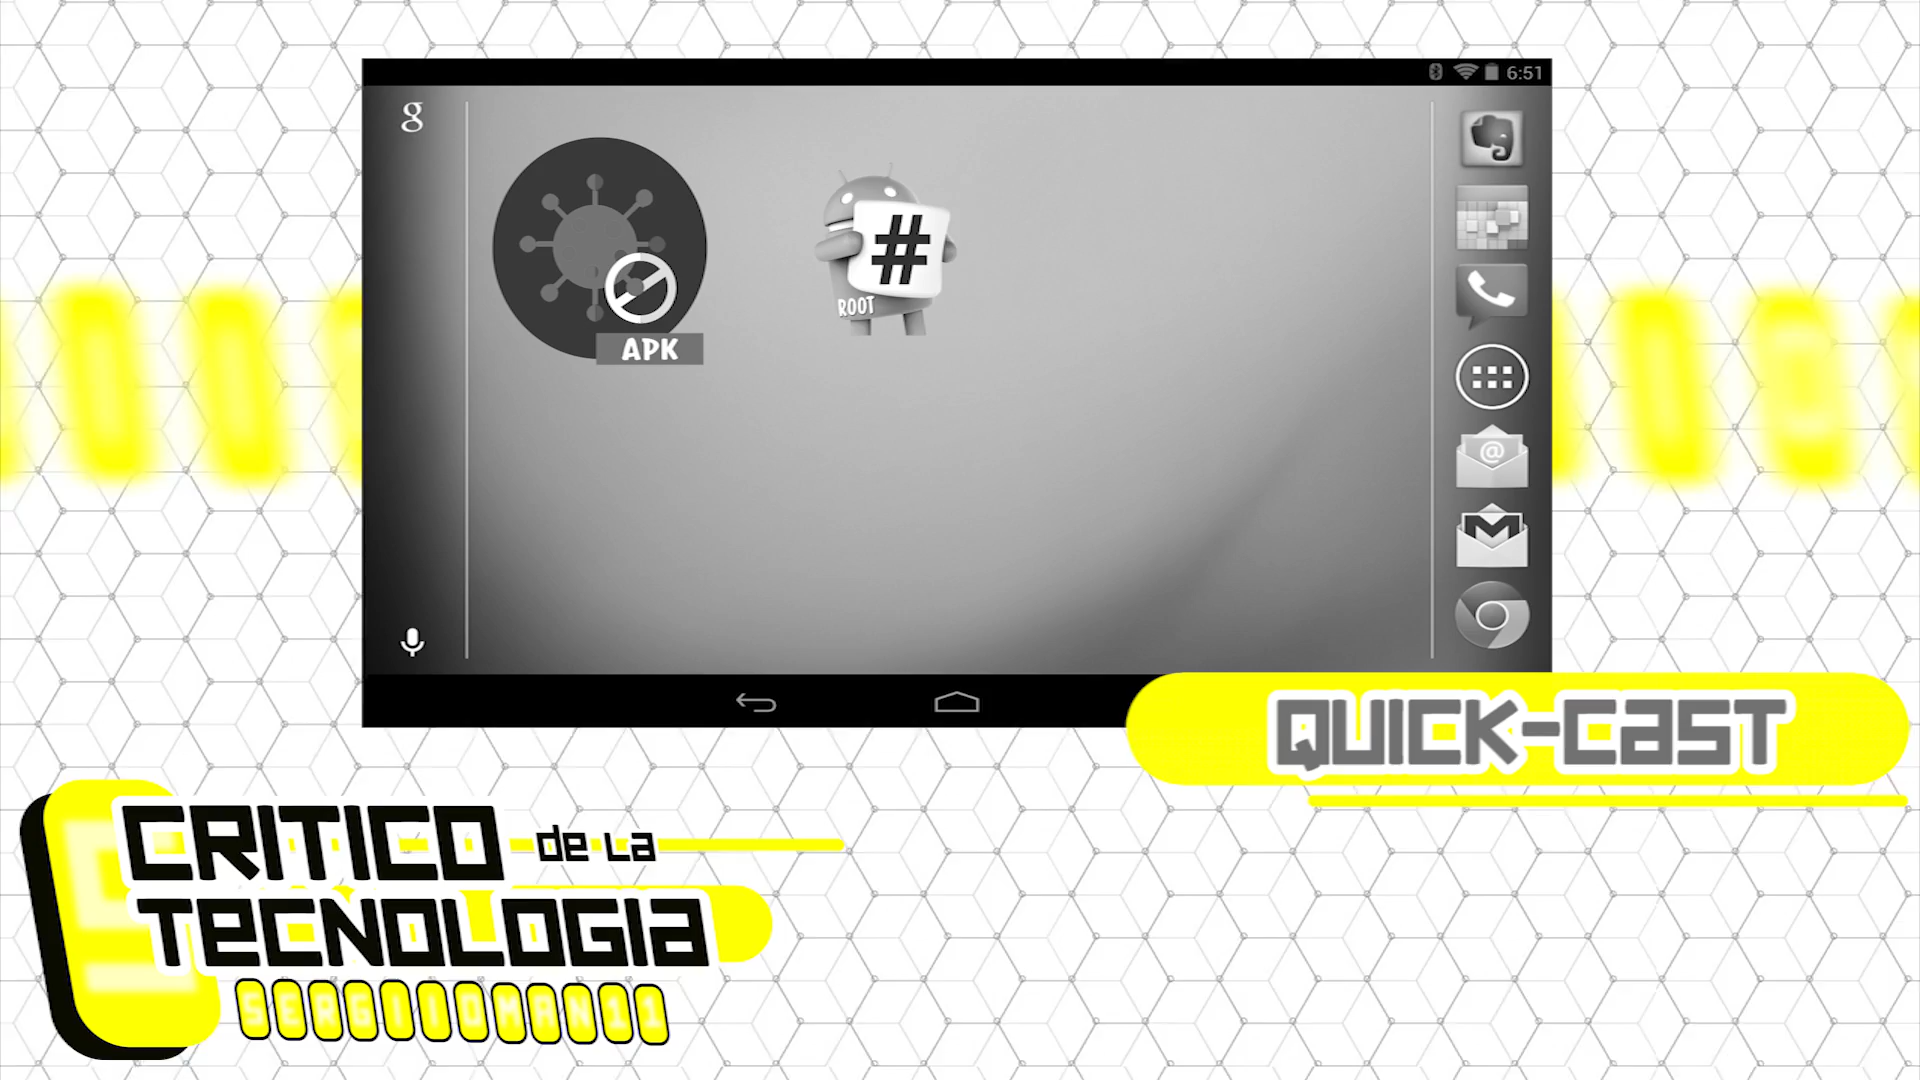 6:51
g
#
ROOT
APK
@
QUICK-CAST
CRITICO DE LA
TECNOLOGIA
SERGIIOMAN11